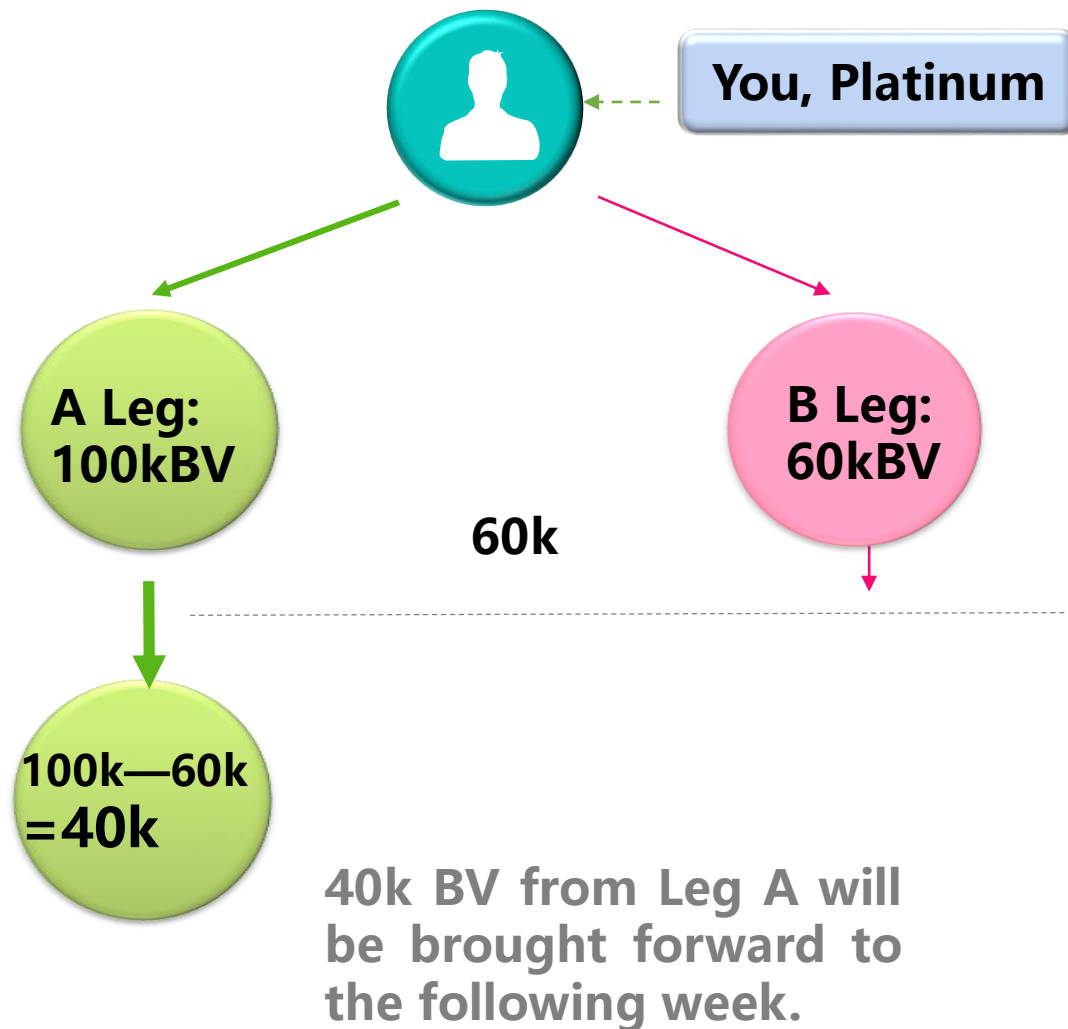 You, Platinum
A Leg:
100kBV
B Leg:
60kBV
60k
100k—60k
=40k
40k BV from Leg A will
be brought forward to
the following week.